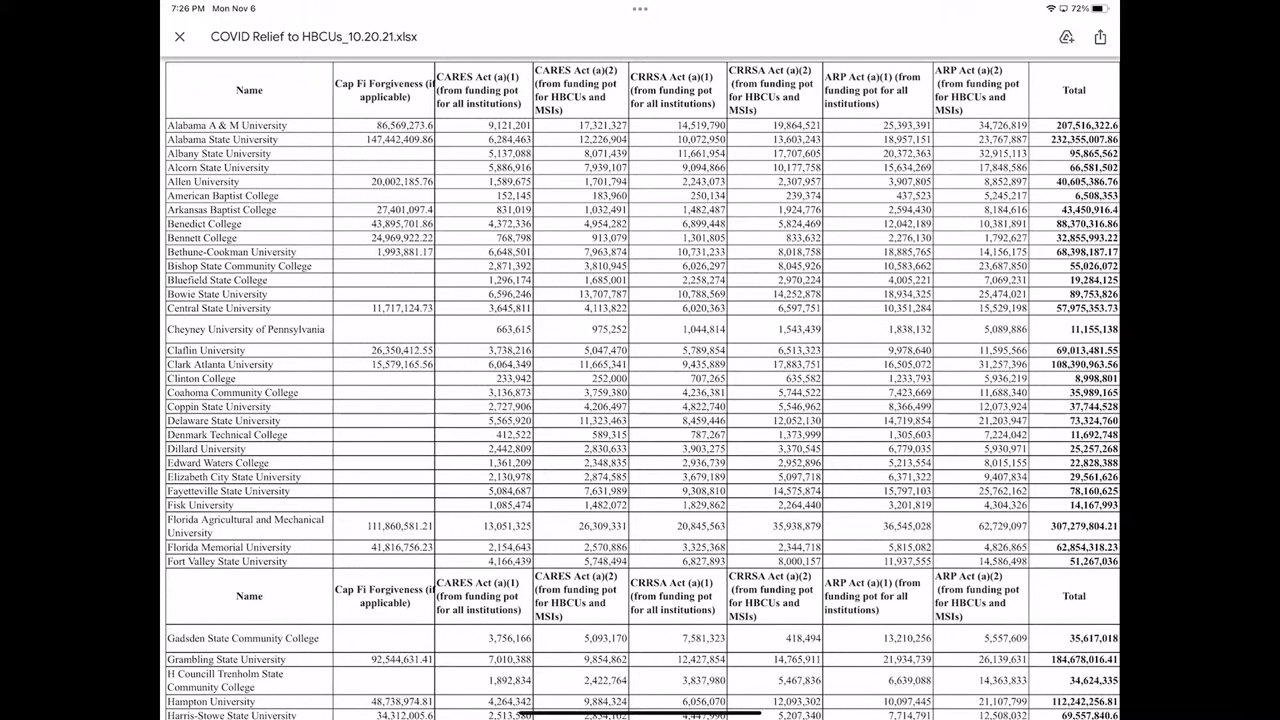 7:26 PM Mon Nov 6 72%
COVID Relief to HBCUs_10.20.21.xlsx
Name Cap Fi Forgiveness (if applicable) CARES Act (a)(1) (from funding pot for all institutions) CARES Act (a)(2) (from funding pot for HBCUs and MSIs) CRRSA Act (a)(1) (from funding pot for all institutions) CRRSA Act (a)(2) (from funding pot for HBCUs and MSIs) ARP Act (a)(1) (from funding pot for all institutions) ARP Act (a)(2) (from funding pot for HBCUs and MSIs) Total
Alabama A & M University 86,569,273.6 9,121,201 17,321,327 14,519,790 19,864,521 25,393,391 34,726,819 207,516,322.6
Alabama State University 147,442,409.86 6,284,463 12,226,904 10,072,950 13,603,243 18,957,151 23,767,887 232,355,007.86
Albany State University 5,137,088 8,071,439 11,661,954 17,707,605 20,372,363 32,915,113 95,865,562
Alcorn State University 5,886,916 7,939,107 9,094,866 10,177,758 15,634,269 17,848,586 66,581,502
Allen University 20,002,185.76 1,589,675 1,701,794 2,243,073 2,307,957 3,907,805 8,852,897 40,605,386.76
American Baptist College 152,145 183,960 250,134 239,374 437,523 5,245,217 6,508,353
Arkansas Baptist College 27,401,097.4 831,019 1,032,491 1,482,487 1,924,776 2,594,430 8,184,616 43,450,916.4
Benedict College 43,895,701.86 4,372,336 4,954,282 6,899,448 5,824,469 12,042,189 10,381,891 88,370,316.86
Bennett College 24,969,922.22 768,798 913,079 1,301,805 833,632 2,276,130 1,792,627 32,855,993.22
Bethune-Cookman University 1,993,881.17 6,648,501 7,963,874 10,731,233 8,018,758 18,885,765 14,156,175 68,398,187.17
Bishop State Community College 2,871,392 3,810,945 6,026,297 8,045,926 10,583,662 23,687,850 55,026,072
Bluefield State College 1,296,174 1,685,001 2,258,274 2,970,224 4,005,221 7,069,231 19,284,125
Bowie State University 6,596,246 13,707,787 10,788,569 14,252,878 18,934,325 25,474,021 89,753,826
Central State University 11,717,124.73 3,645,811 4,113,822 6,020,363 6,597,751 10,351,284 15,529,198 57,975,353.73
Cheyney University of Pennsylvania 663,615 975,252 1,044,814 1,543,439 1,838,132 5,089,886 11,155,138
Claflin University 26,350,412.55 3,738,216 5,047,470 5,789,854 6,513,323 9,978,640 11,595,566 69,013,481.55
Clark Atlanta University 15,579,165.56 6,064,349 11,665,341 9,435,889 17,883,751 16,505,072 31,257,396 108,390,963.56
Clinton College 233,942 252,000 707,265 635,582 1,233,793 5,936,219 8,998,801
Coahoma Community College 3,136,873 3,759,380 4,236,381 5,744,522 7,423,669 11,688,340 35,989,165
Coppin State University 2,727,906 4,206,497 4,822,740 5,546,962 8,366,499 12,073,924 37,744,528
Delaware State University 5,565,920 11,323,463 8,459,446 12,052,130 14,719,854 21,203,947 73,324,760
Denmark Technical College 412,522 589,315 787,267 1,373,999 1,305,603 7,224,042 11,692,748
Dillard University 2,442,809 2,830,633 3,903,275 3,370,545 6,779,035 5,930,971 25,257,268
Edward Waters College 1,361,209 2,348,835 2,936,739 2,952,896 5,213,554 8,015,155 22,828,388
Elizabeth City State University 2,130,978 2,874,585 3,679,189 5,097,718 6,371,322 9,407,834 29,561,626
Fayetteville State University 5,084,687 7,631,989 9,308,810 14,575,874 15,797,103 25,762,162 78,160,625
Fisk University 1,085,474 1,482,072 1,829,862 2,264,440 3,201,819 4,304,326 14,167,993
Florida Agricultural and Mechanical University 111,860,581.21 13,051,325 26,309,331 20,845,563 35,938,879 36,545,028 62,729,097 307,279,804.21
Florida Memorial University 41,816,756.23 2,154,643 2,570,886 3,325,368 2,344,718 5,815,082 4,826,865 62,854,318.23
Fort Valley State University 4,166,439 5,748,494 6,827,893 8,000,157 11,937,555 14,586,498 51,267,036
Name Cap Fi Forgiveness (if applicable) CARES Act (a)(1) (from funding pot for all institutions) CARES Act (a)(2) (from funding pot for HBCUs and MSIs) CRRSA Act (a)(1) (from funding pot for all institutions) CRRSA Act (a)(2) (from funding pot for HBCUs and MSIs) ARP Act (a)(1) (from funding pot for all institutions) ARP Act (a)(2) (from funding pot for HBCUs and MSIs) Total
Gadsden State Community College 3,756,166 5,093,170 7,581,323 418,494 13,210,256 5,557,609 35,617,018
Grambling State University 92,544,631.41 7,010,388 9,854,862 12,427,854 14,765,911 21,934,739 26,139,631 184,678,016.41
H Councill Trenholm State Community College 1,892,834 2,422,764 3,837,980 5,467,836 6,639,088 14,363,833 34,624,335
Hampton University 48,738,974.81 4,264,342 9,884,324 6,056,070 12,093,302 10,097,445 21,107,799 112,242,256.81
Harris-Stowe State University 34,312,005.6 5,207,340 7,714,791 12,508,032 69,557,840.6